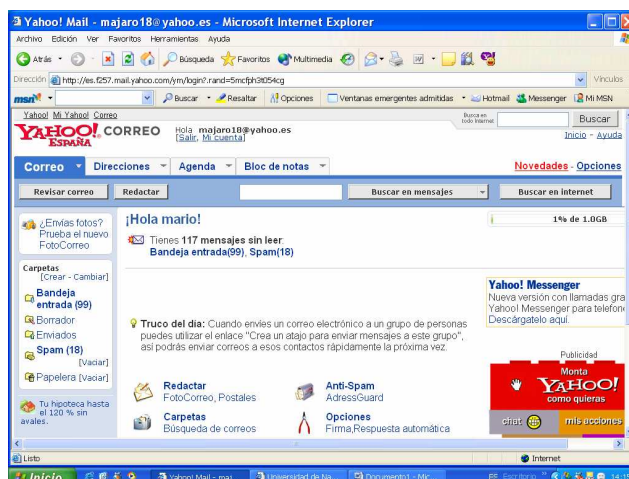 Yahoo! Mail - majaro18@yahoo.es - Microsoft Internet Explorer
Archivo Edición Ver Favoritos Herramientas Ayuda
Atrás Búsqueda Favoritos Multimedia
Dirección http://es.f257.mail.yahoo.com/ym/login?.rand=5mcfph3t054cg Vínculos
msn Buscar Resaltar Opciones Ventanas emergentes admitidas Hotmail Messenger Mi MSN
Yahoo! Mi Yahoo! Correo Busca en todo Internet Buscar
YAHOO! CORREO ESPAÑA Hola majaro18@yahoo.es
[Salir, Mi cuenta] Inicio - Ayuda
Correo Direcciones Agenda Bloc de notas Novedades - Opciones
Revisar correo Redactar Buscar en mensajes Buscar en internet
¿Envías fotos?
Prueba el nuevo
FotoCorreo
Carpetas
[Crear - Cambiar]
Bandeja
entrada (99)
Borrador
Enviados
Spam (18)
[Vaciar]
Papelera [Vaciar]
Tu hipoteca hasta
el 120 % sin
avales.
¡Hola mario!
1% de 1.0GB
Tienes 117 mensajes sin leer:
Bandeja entrada(99), Spam(18)
Truco del día: Cuando envíes un correo electrónico a un grupo de personas
puedes utilizar el enlace "Crea un atajo para enviar mensajes a este grupo",
así podrás enviar correos a esos contactos rápidamente la próxima vez.
Redactar
FotoCorreo, Postales
Anti-Spam
AdressGuard
Carpetas
Búsqueda de correos
Opciones
Firma,Respuesta automática
Yahoo! Messenger
Nueva versión con llamadas gra
Yahoo! Messenger para telefon
Descárgatelo aquí.
Publicidad
Monta
YAHOO!
como quieras
chat mis acciones
Listo Internet
Inicio Yahoo! Mail - maj... Universidad de Na... Documento1 - Mic... ES Escritorio 14:15